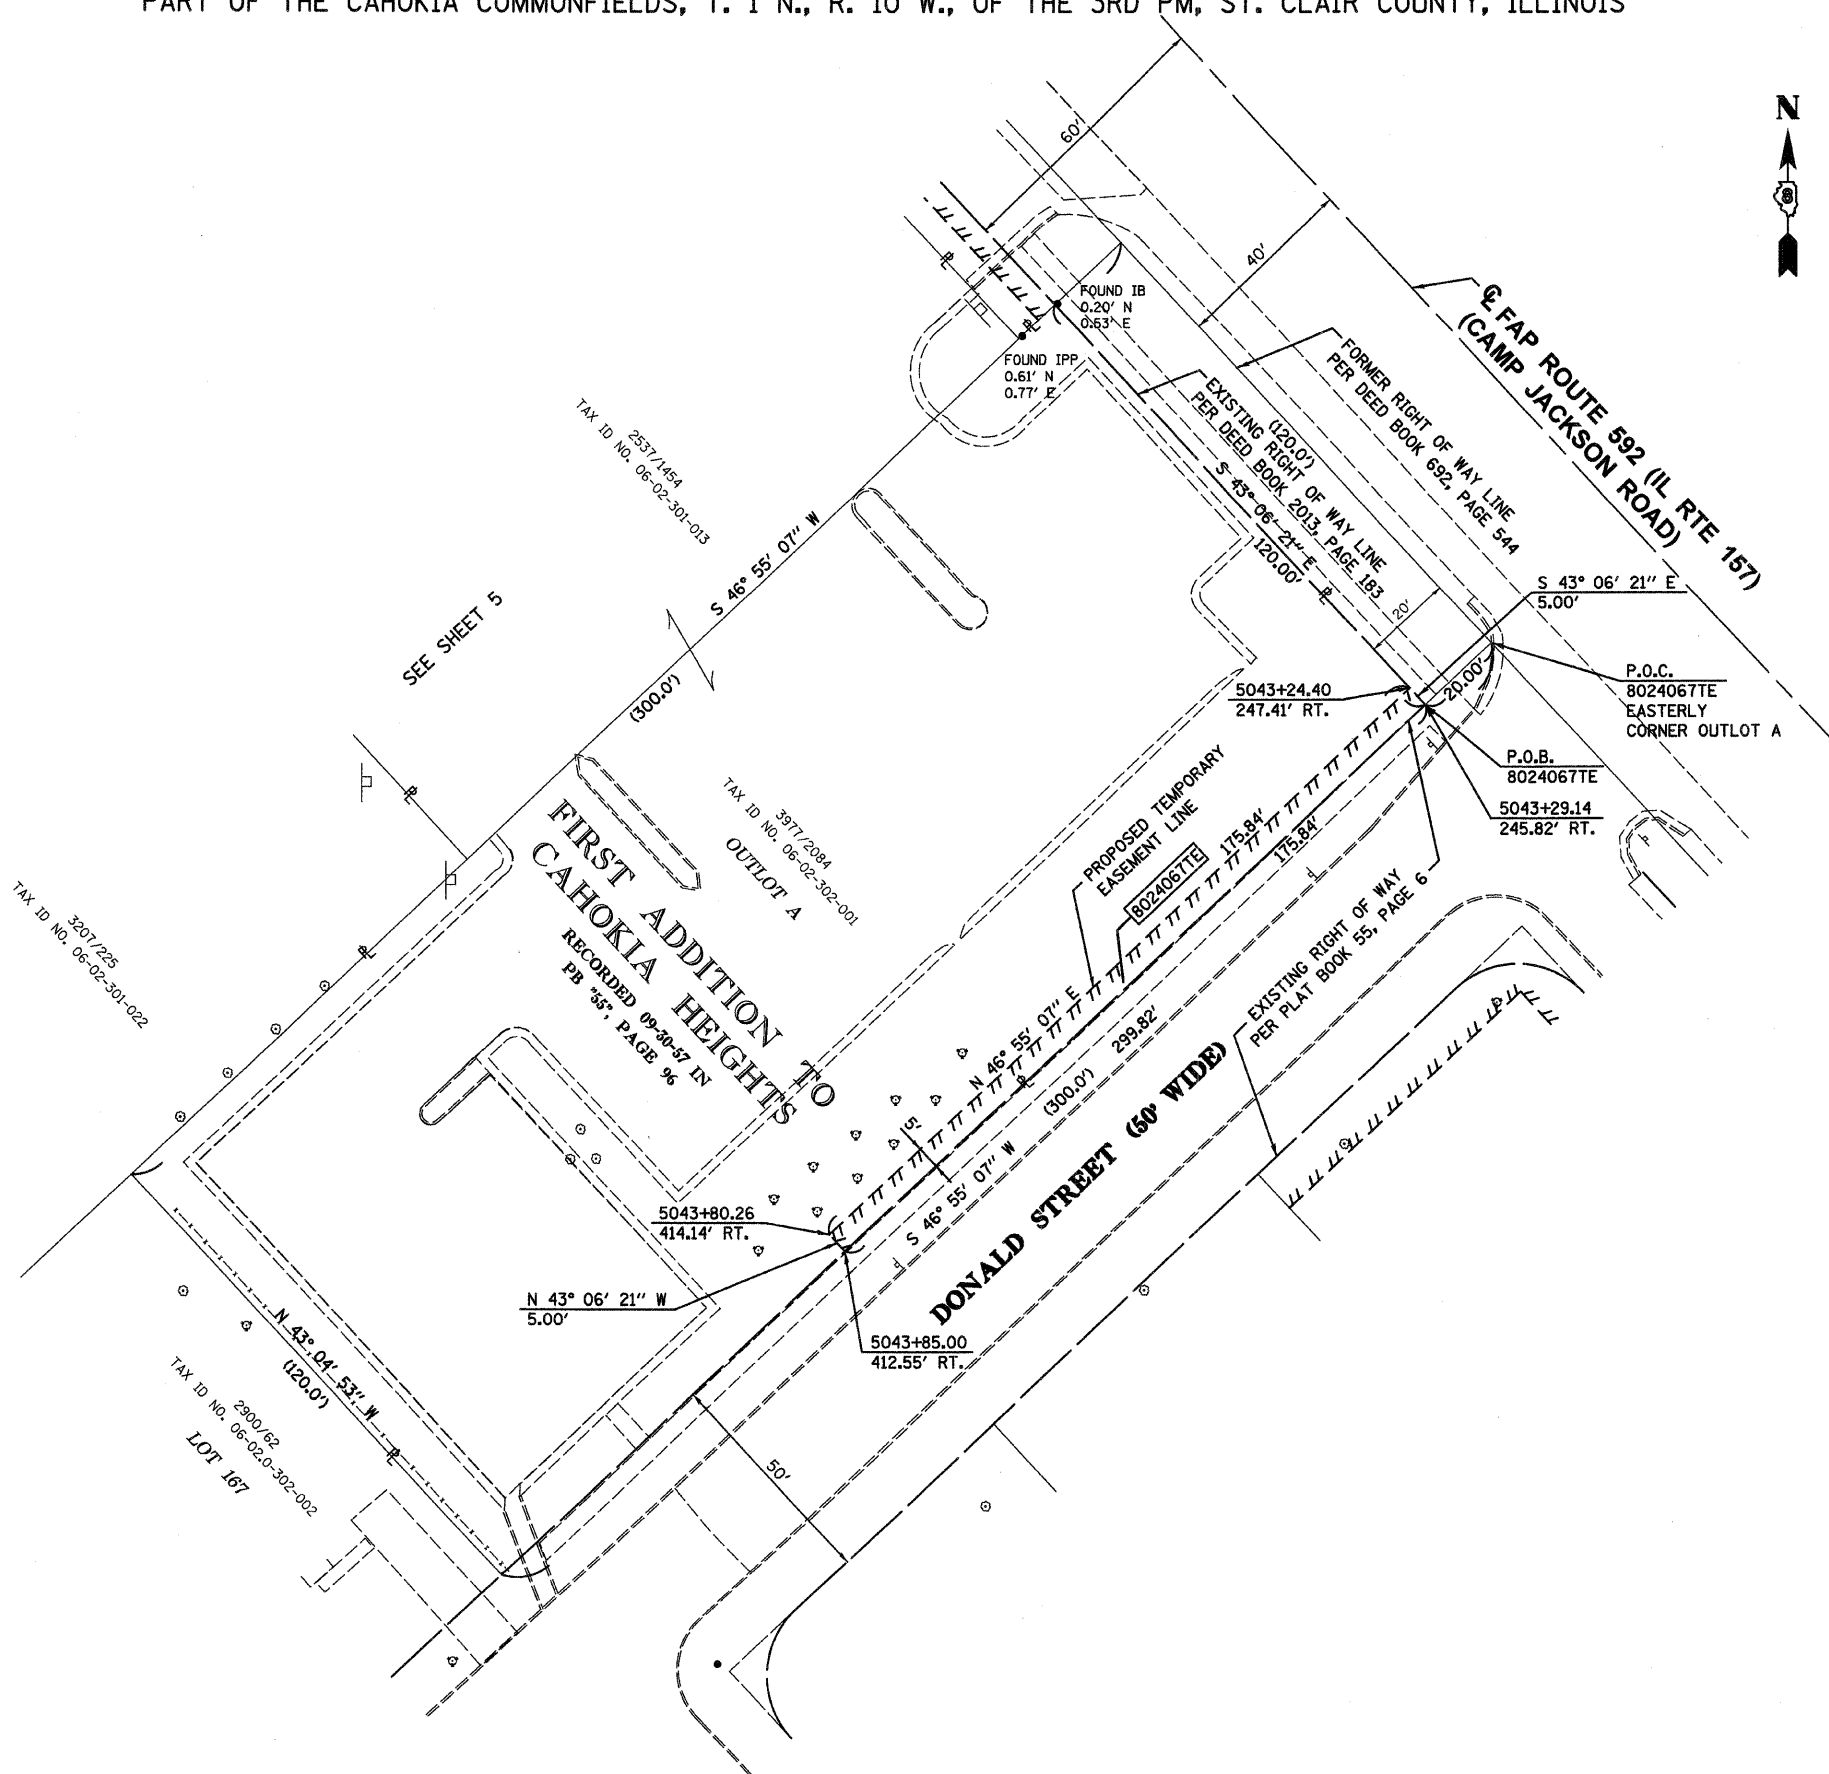 PART OF THE CAHOKIA COMMONFIELDS, T. 1 N., R. 10 W., OF THE 3RD PM, ST. CLAIR COUNTY, ILLINOIS
N
8
60'
40'
℄ FAP ROUTE 592 (IL RTE 157)
(CAMP JACKSON ROAD)
FOUND IB
0.20' N
0.53' E
FOUND IPP
0.61' N
0.77' E
FORMER RIGHT OF WAY LINE
PER DEED BOOK 692, PAGE 544
(120.0')
EXISTING RIGHT OF WAY LINE
PER DEED BOOK 2013, PAGE 183
S 43° 06' 21" E
120.00'
20'
S 43° 06' 21" E
5.00'
20.00'
P.O.C.
8024067TE
EASTERLY
CORNER OUTLOT A
P.O.B.
8024067TE
5043+24.40
247.41' RT.
5043+29.14
245.82' RT.
2537/1454
TAX ID NO. 06-02-301-013
SEE SHEET 5
S 46° 55' 07" W
(300.0')
3977/2084
TAX ID NO. 06-02-302-001
OUTLOT A
FIRST ADDITION TO
CAHOKIA HEIGHTS
RECORDED 09-30-57 IN
PB "55", PAGE 96
3207/225
TAX ID NO. 06-02-301-022
PROPOSED TEMPORARY
EASEMENT LINE
8024067TE
175.84'
175.84'
N 46° 55' 07" E
299.82'
(300.0')
S 46° 55' 07" W
5'
EXISTING RIGHT OF WAY
PER PLAT BOOK 55, PAGE 6
DONALD STREET (50' WIDE)
5043+80.26
414.14' RT.
N 43° 06' 21" W
5.00'
5043+85.00
412.55' RT.
N 43° 04' 53" W
(120.0')
2900/62
TAX ID NO. 06-02.0-302-002
LOT 167
50'